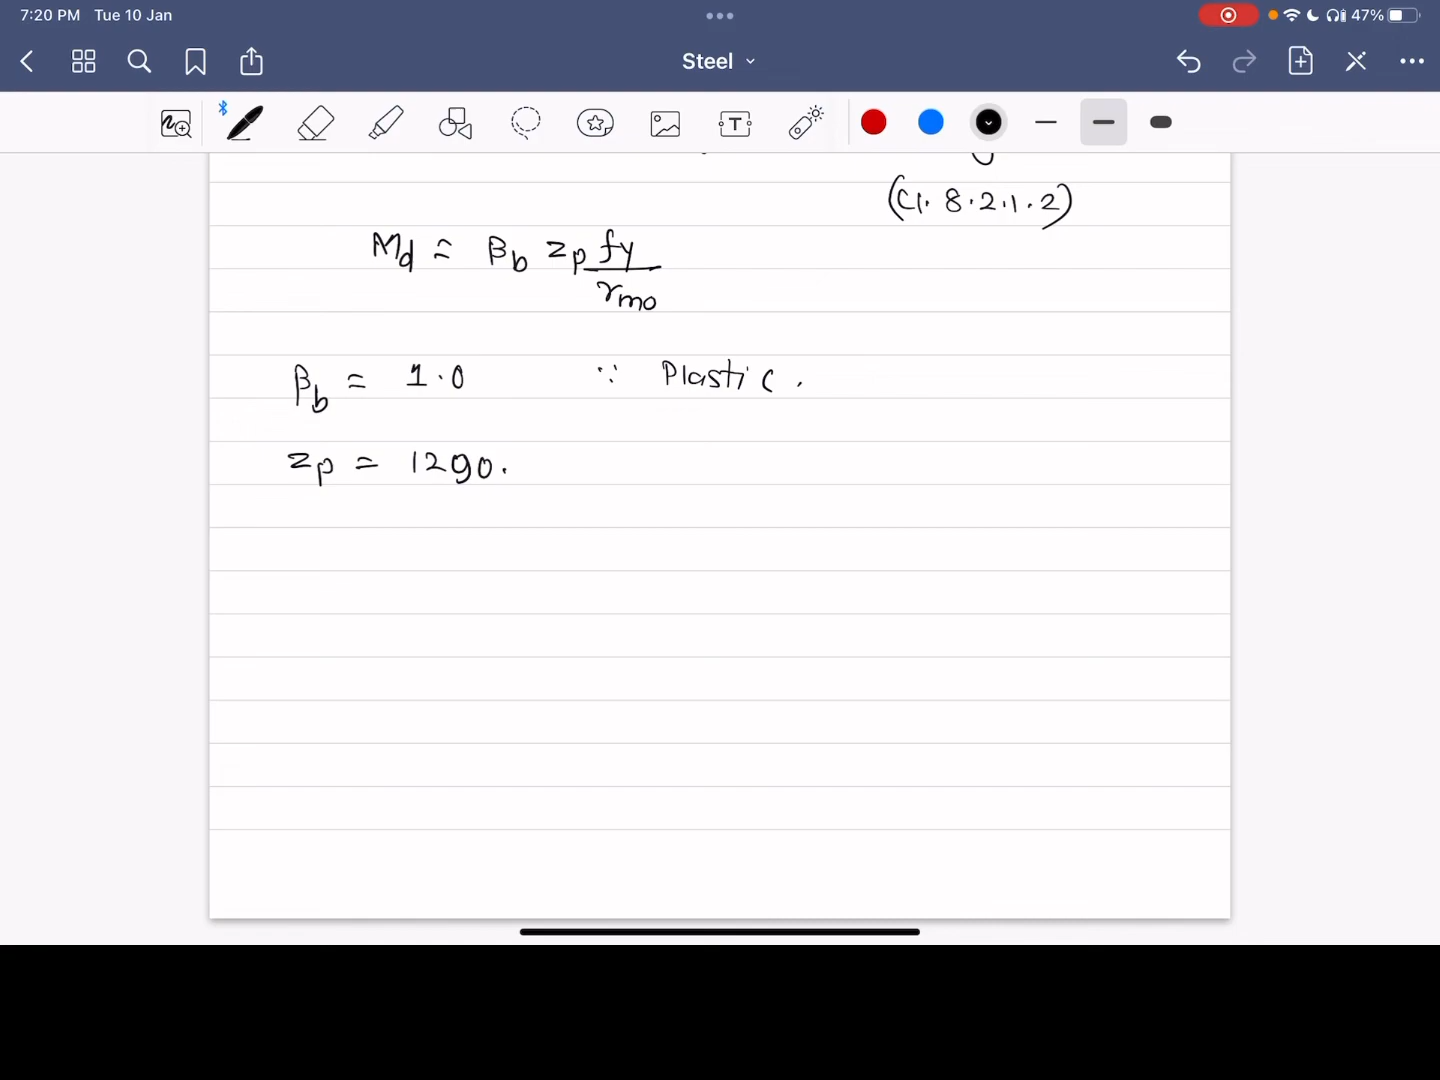 7:20 PM Tue 10 Jan
47%
Steel
(Cl. 8.2.1.2)
Md = βb zp fy
γmo
βb = 1.0 ∵ Plastic.
zp = 1290.